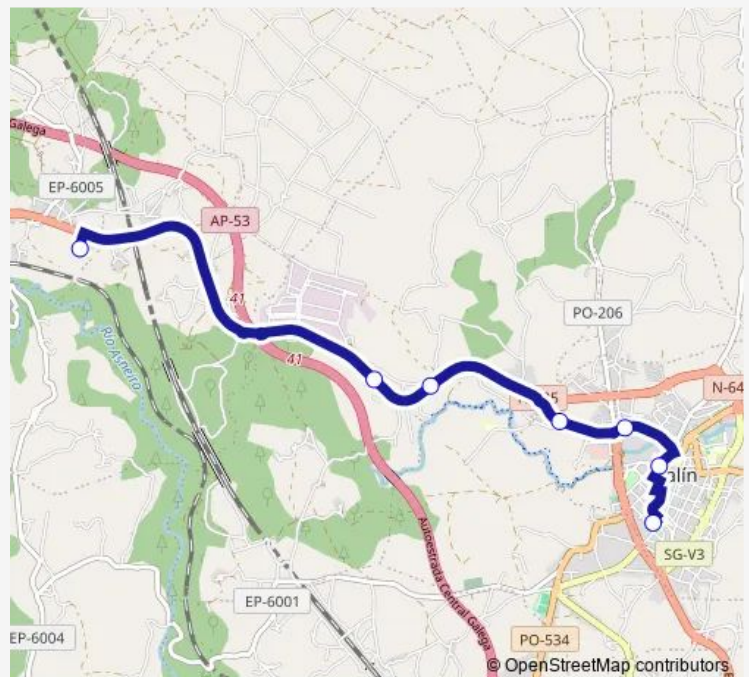 Galega
EP-6005
AP-53
41
Río Asneiro
41
PO-206
N-64
alín
SG-V3
Autoestrada Central Galega
EP-6001
EP-6004
PO-534
© OpenStreetMap contributors